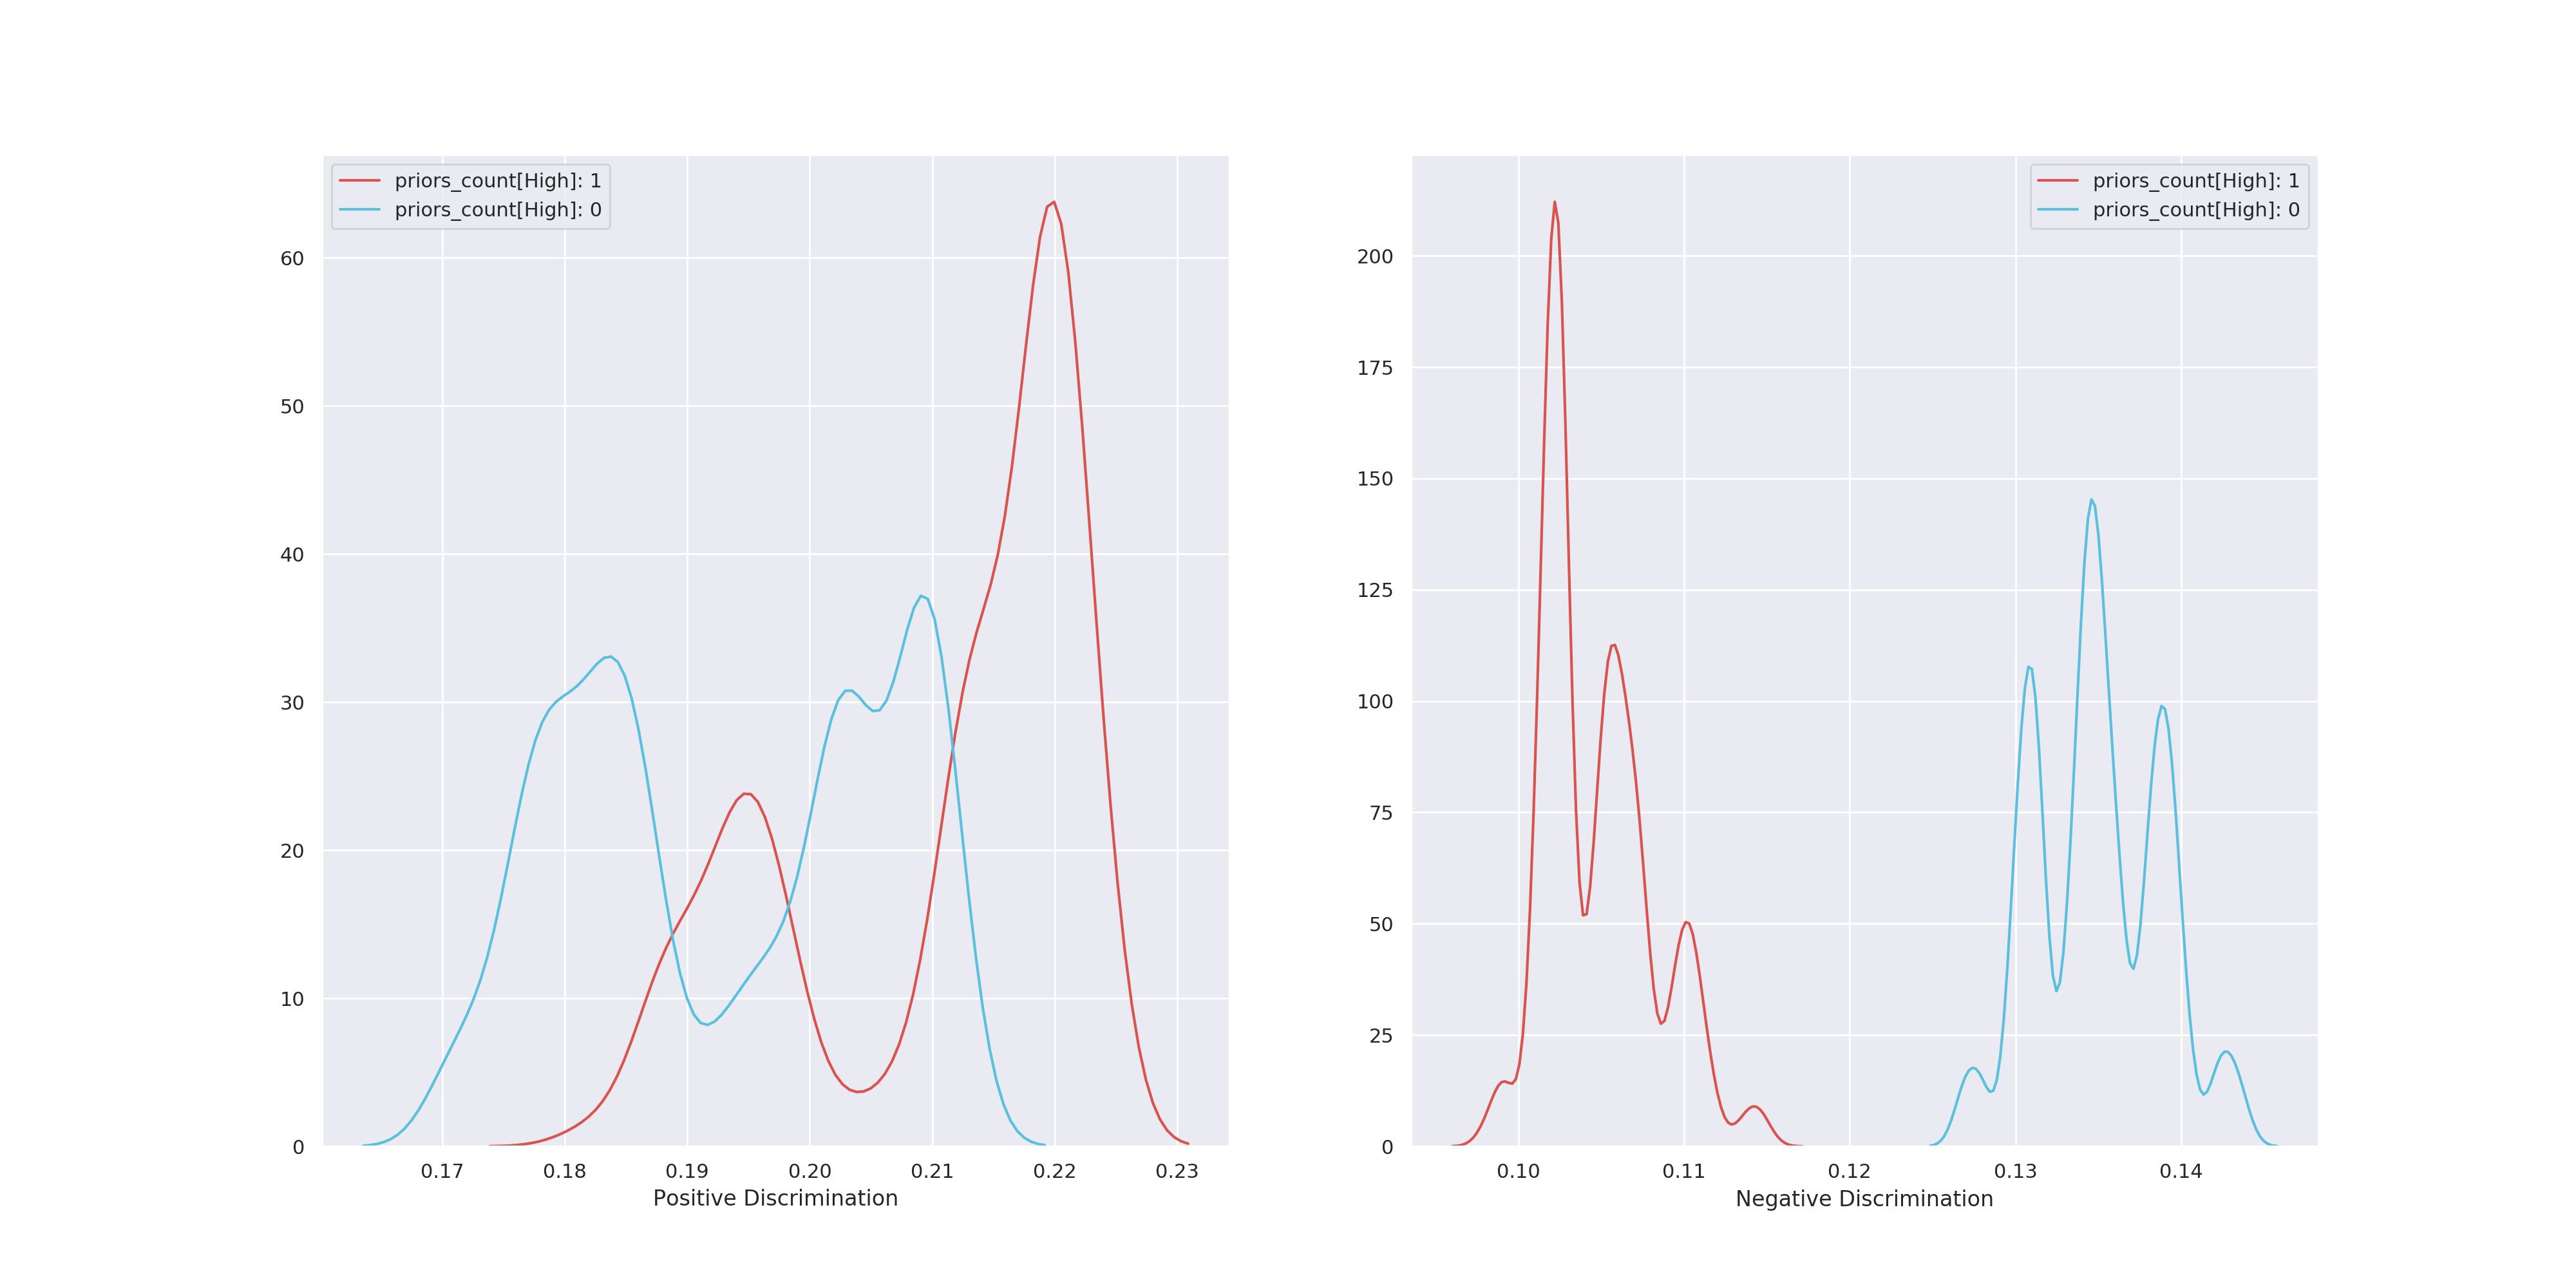 priors_count[High]: 1
priors_count[High]: 0
60
50
40
30
20
10
0
0.17 0.18 0.19 0.20 0.21 0.22 0.23
Positive Discrimination
priors_count[High]: 1
priors_count[High]: 0
200
175
150
125
100
75
50
25
0
0.10 0.11 0.12 0.13 0.14
Negative Discrimination